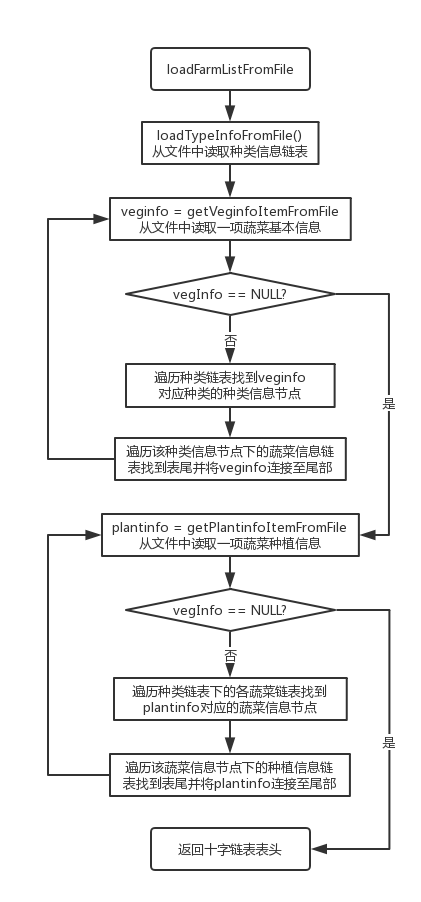 loadFarmListFromFile
loadTypeInfoFromFile()
从文件中读取种类信息链表
veginfo = getVeginfoItemFromFile
从文件中读取一项蔬菜基本信息
vegInfo == NULL?
否
遍历种类链表找到veginfo
对应种类的种类信息节点
是
遍历该种类信息节点下的蔬菜信息链
表找到表尾并将veginfo连接至尾部
plantinfo = getPlantinfoItemFromFile
从文件中读取一项蔬菜种植信息
vegInfo == NULL?
否
遍历种类链表下的各蔬菜链表找到
plantinfo对应的蔬菜信息节点
是
遍历该蔬菜信息节点下的种植信息链
表找到表尾并将plantinfo连接至尾部
返回十字链表表头